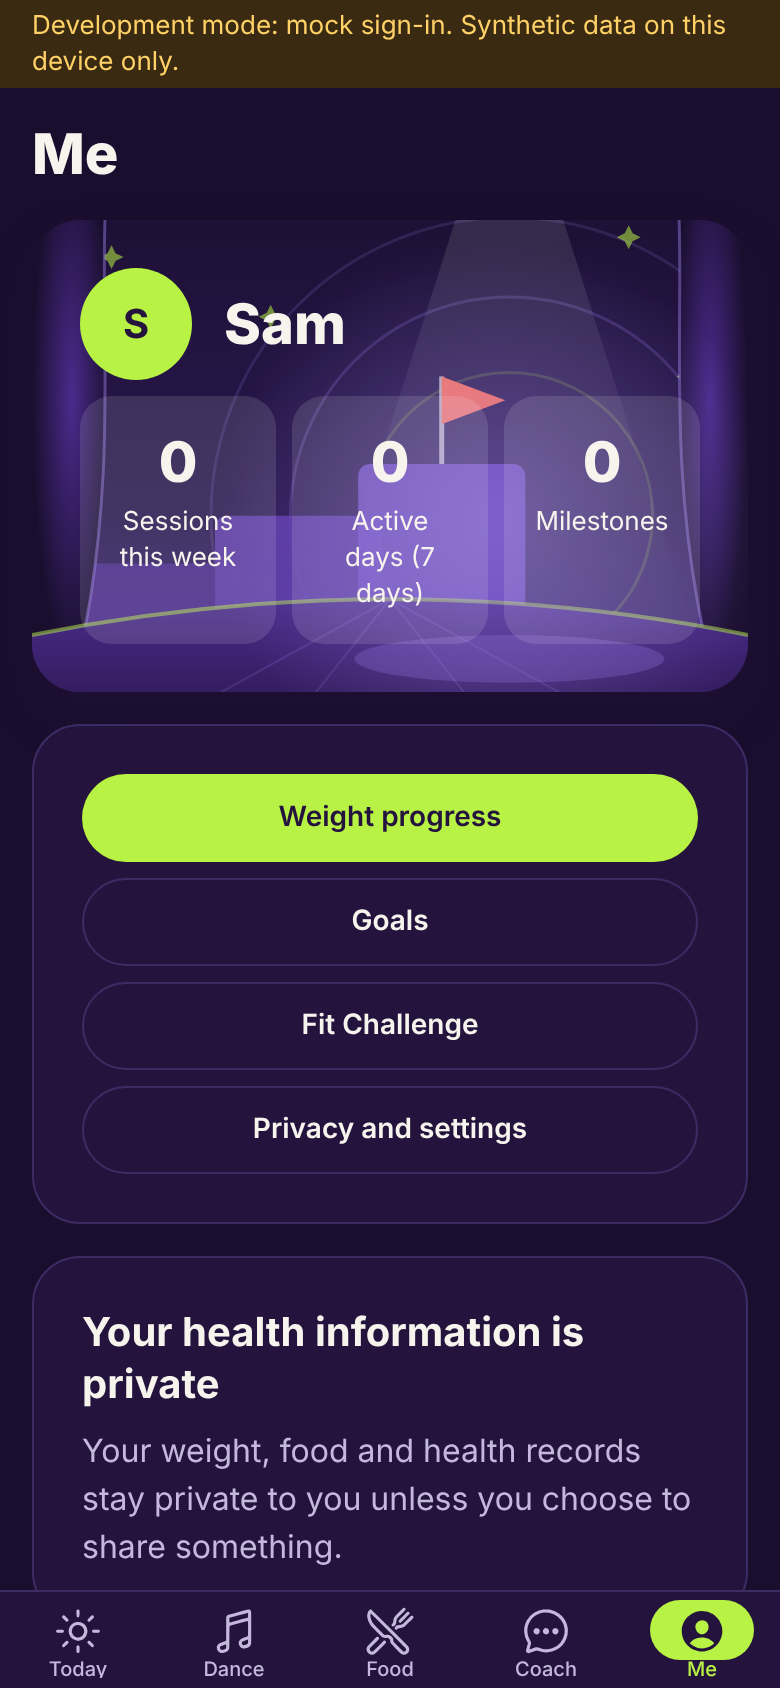 Development mode: mock sign-in. Synthetic data on this
device only.
Me
S
Sam
0
Sessions
this week
0
Active
days (7
days)
0
Milestones
Weight progress
Goals
Fit Challenge
Privacy and settings
Your health information is
private
Your weight, food and health records
stay private to you unless you choose to
share something.
Today
Dance
Food
Coach
Me